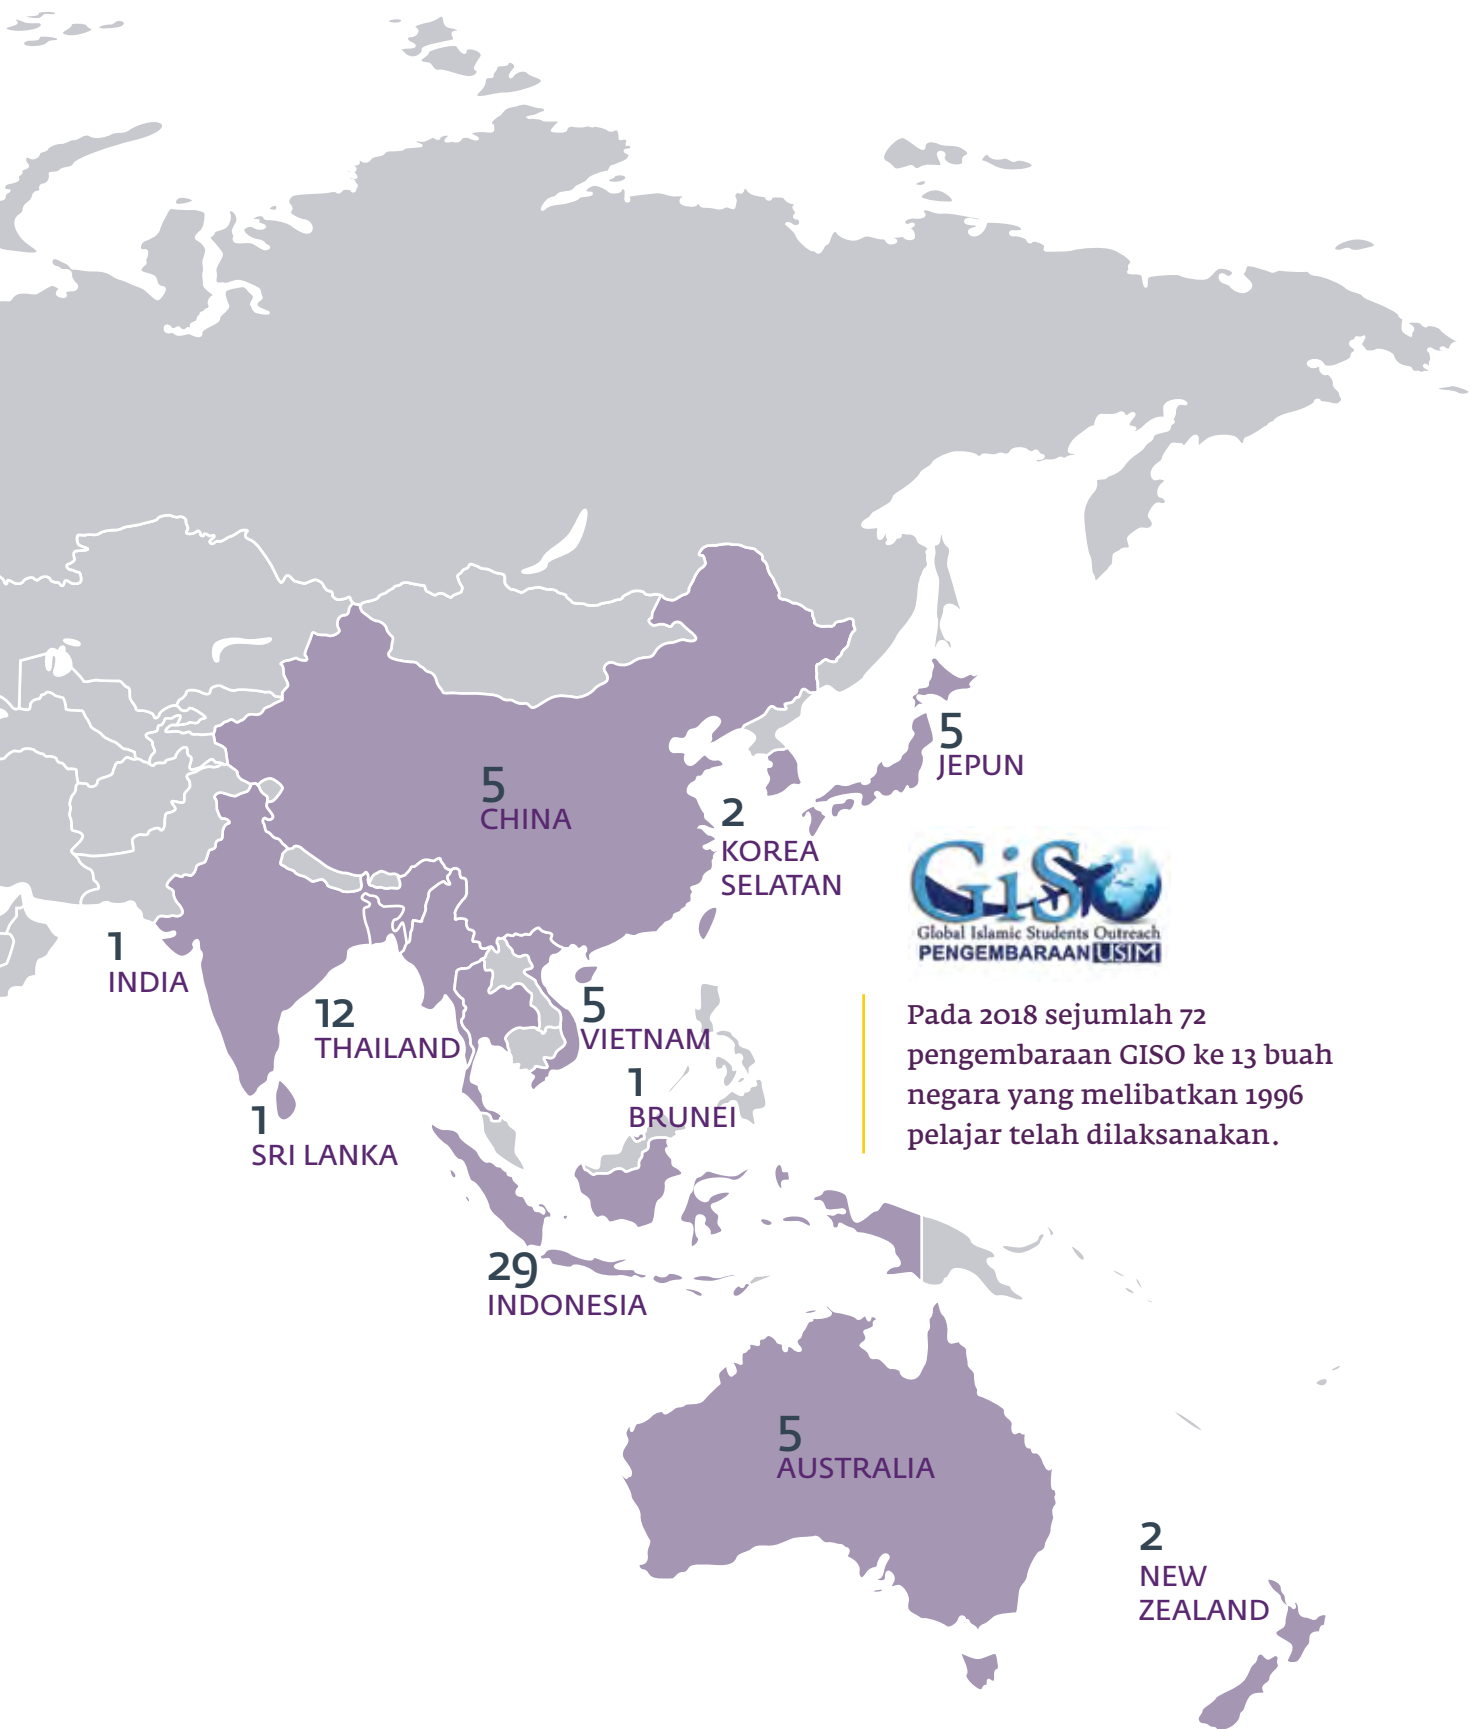 5
JEPUN
5
CHINA
2
KOREA
SELATAN
GiSO
Global Islamic Students Outreach
PENGEMBARAAN USIM
1
INDIA
12
THAILAND
5
VIETNAM
1
BRUNEI
1
SRI LANKA
Pada 2018 sejumlah 72
pengembaraan GISO ke 13 buah
negara yang melibatkan 1996
pelajar telah dilaksanakan.
29
INDONESIA
5
AUSTRALIA
2
NEW
ZEALAND